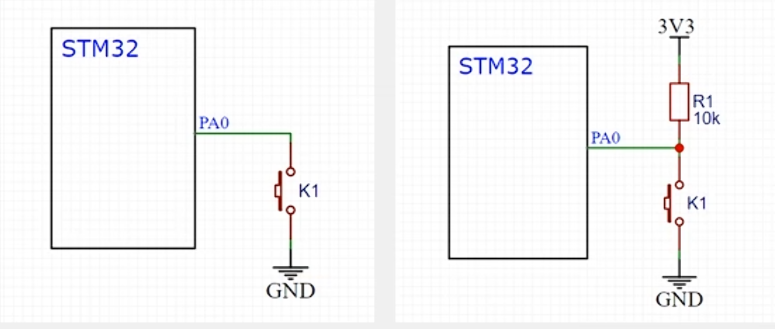 STM32
PA0
K1
GND
3V3
STM32
R1
10k
PA0
K1
GND